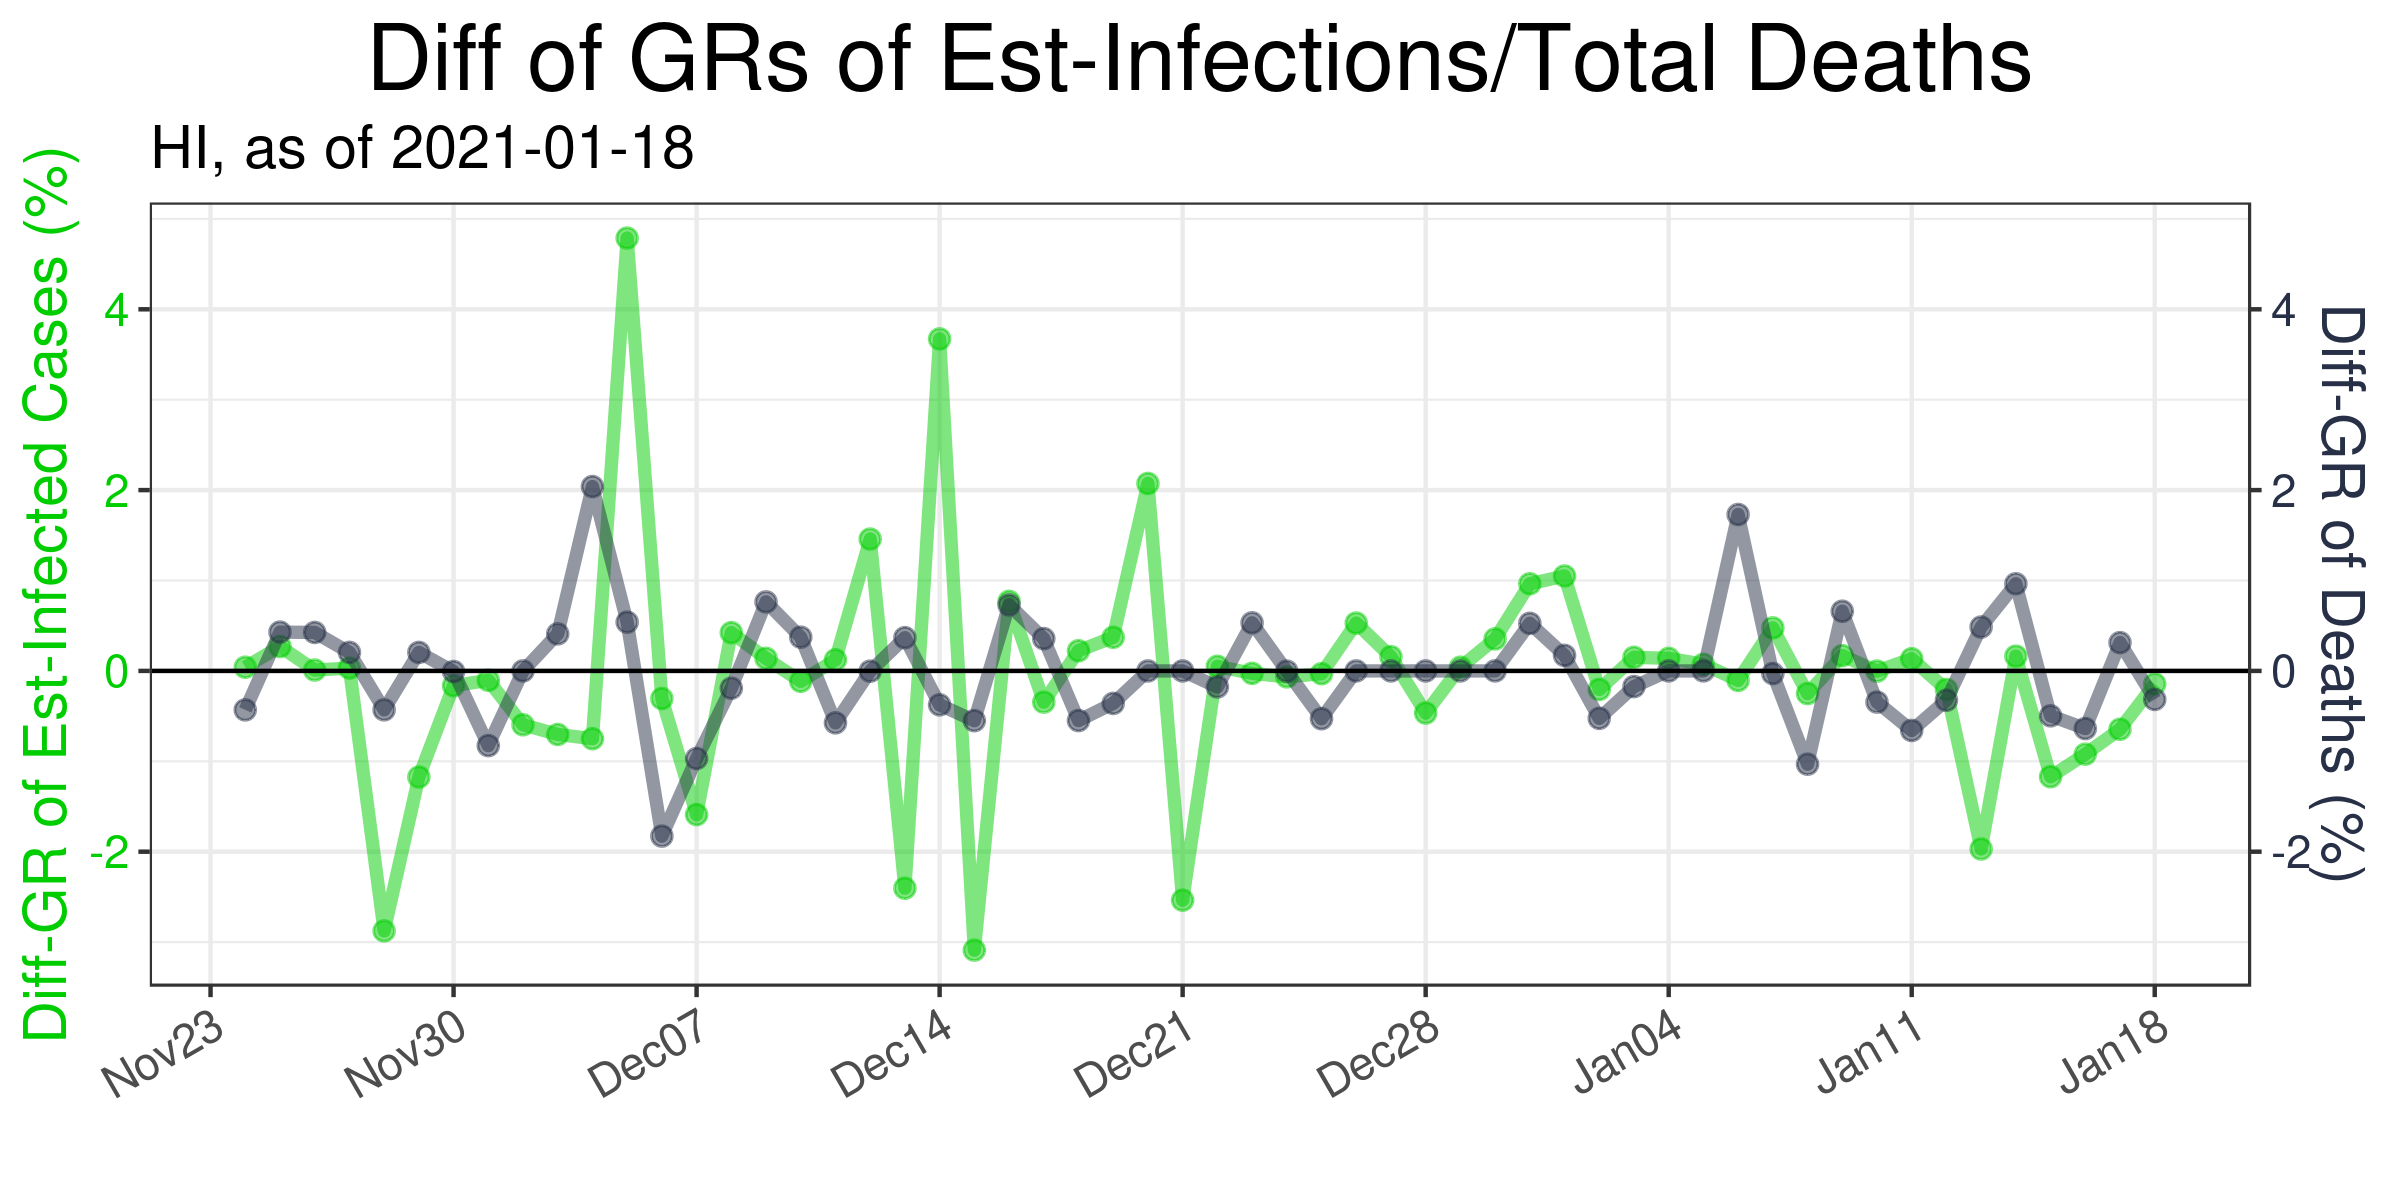 Diff of GRs of Est-Infections/Total Deaths
HI, as of 2021-01-18
Diff-GR of Est-Infected Cases (%)
4
2
0
-2
4
2
0
-2
Diff-GR of Deaths (%)
Nov23
Nov30
Dec07
Dec14
Dec21
Dec28
Jan04
Jan11
Jan18